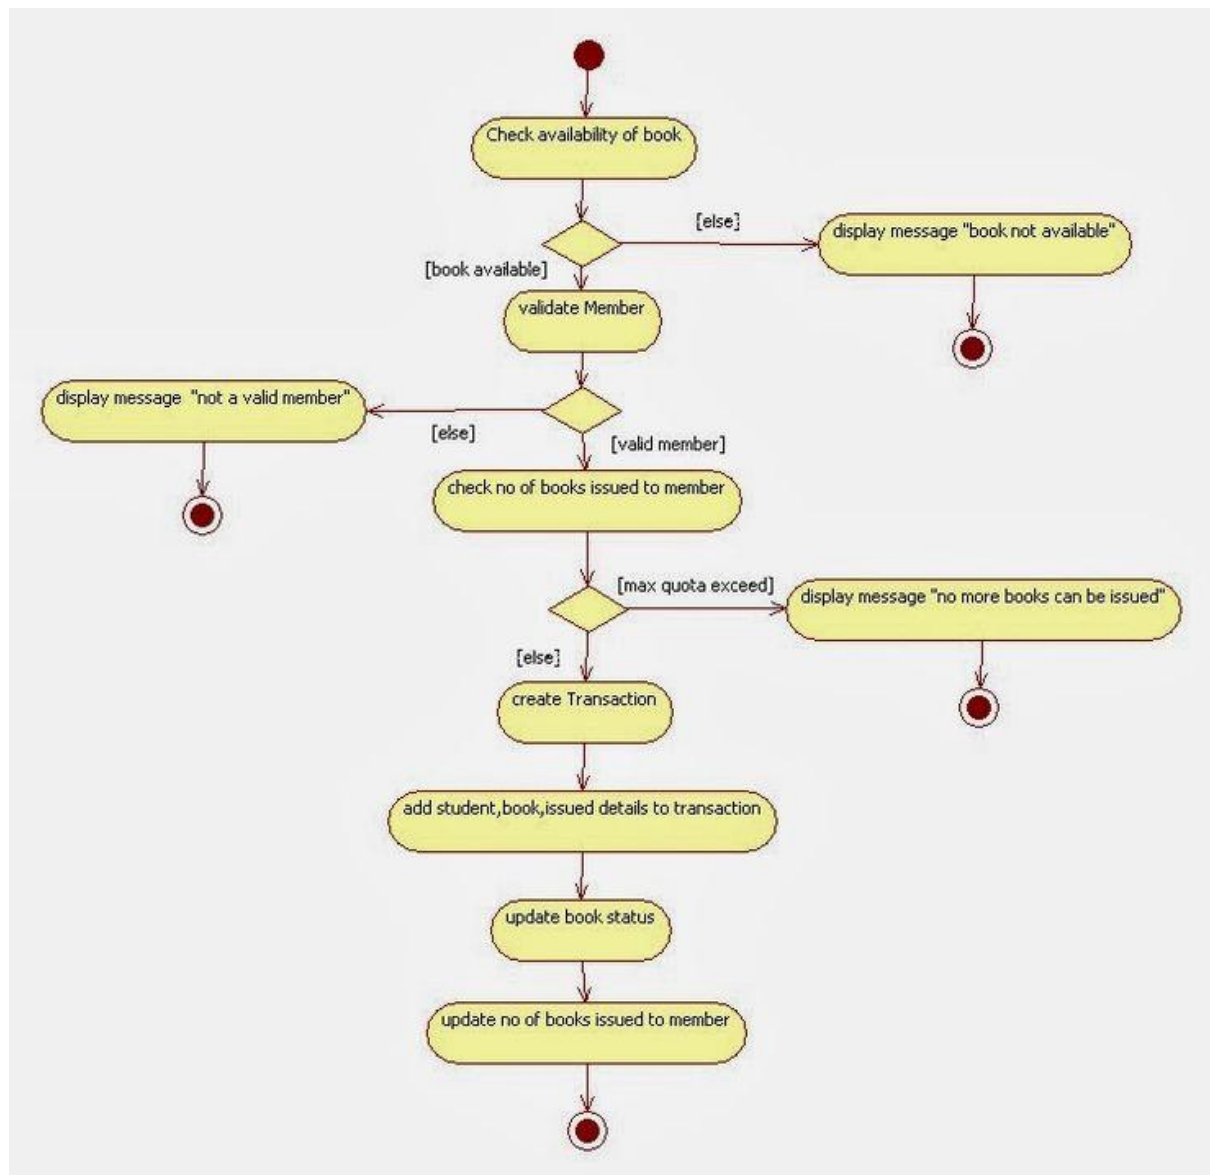 Check availability of book
[else]
display message "book not available"
[book available]
validate Member
display message  "not a valid member"
[else]
[valid member]
check no of books issued to member
[max quota exceed]
display message "no more books can be issued"
[else]
create Transaction
add student,book,issued details to transaction
update book status
update no of books issued to member